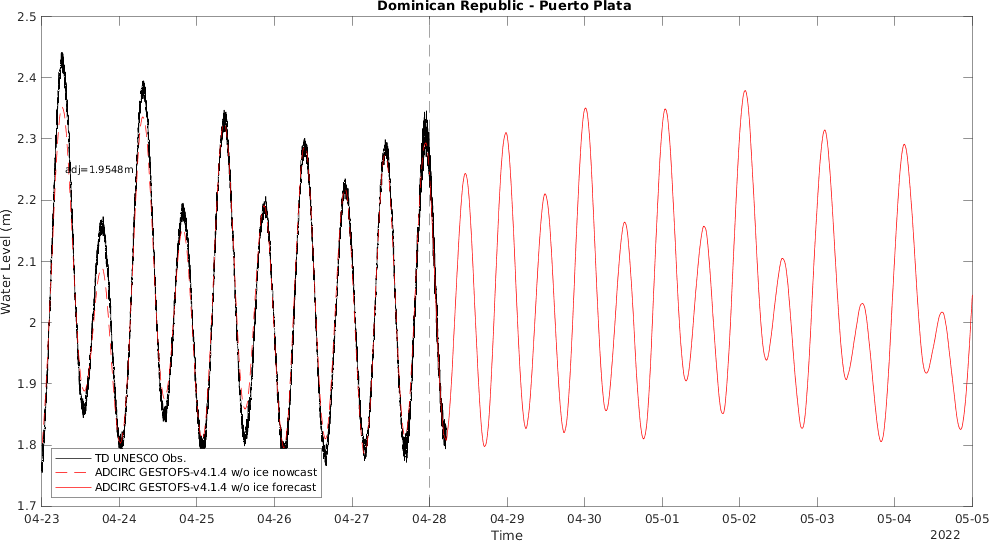 Dominican Republic - Puerto Plata
2.5
2.4
2.3
2.2
2.1
2
1.9
1.8
1.7
Water Level (m)
adj=1.9548m
TD UNESCO Obs.
ADCIRC GESTOFS-v4.1.4 w/o ice nowcast
ADCIRC GESTOFS-v4.1.4 w/o ice forecast
04-23 04-24 04-25 04-26 04-27 04-28 04-29 04-30 05-01 05-02 05-03 05-04 05-05
Time
2022